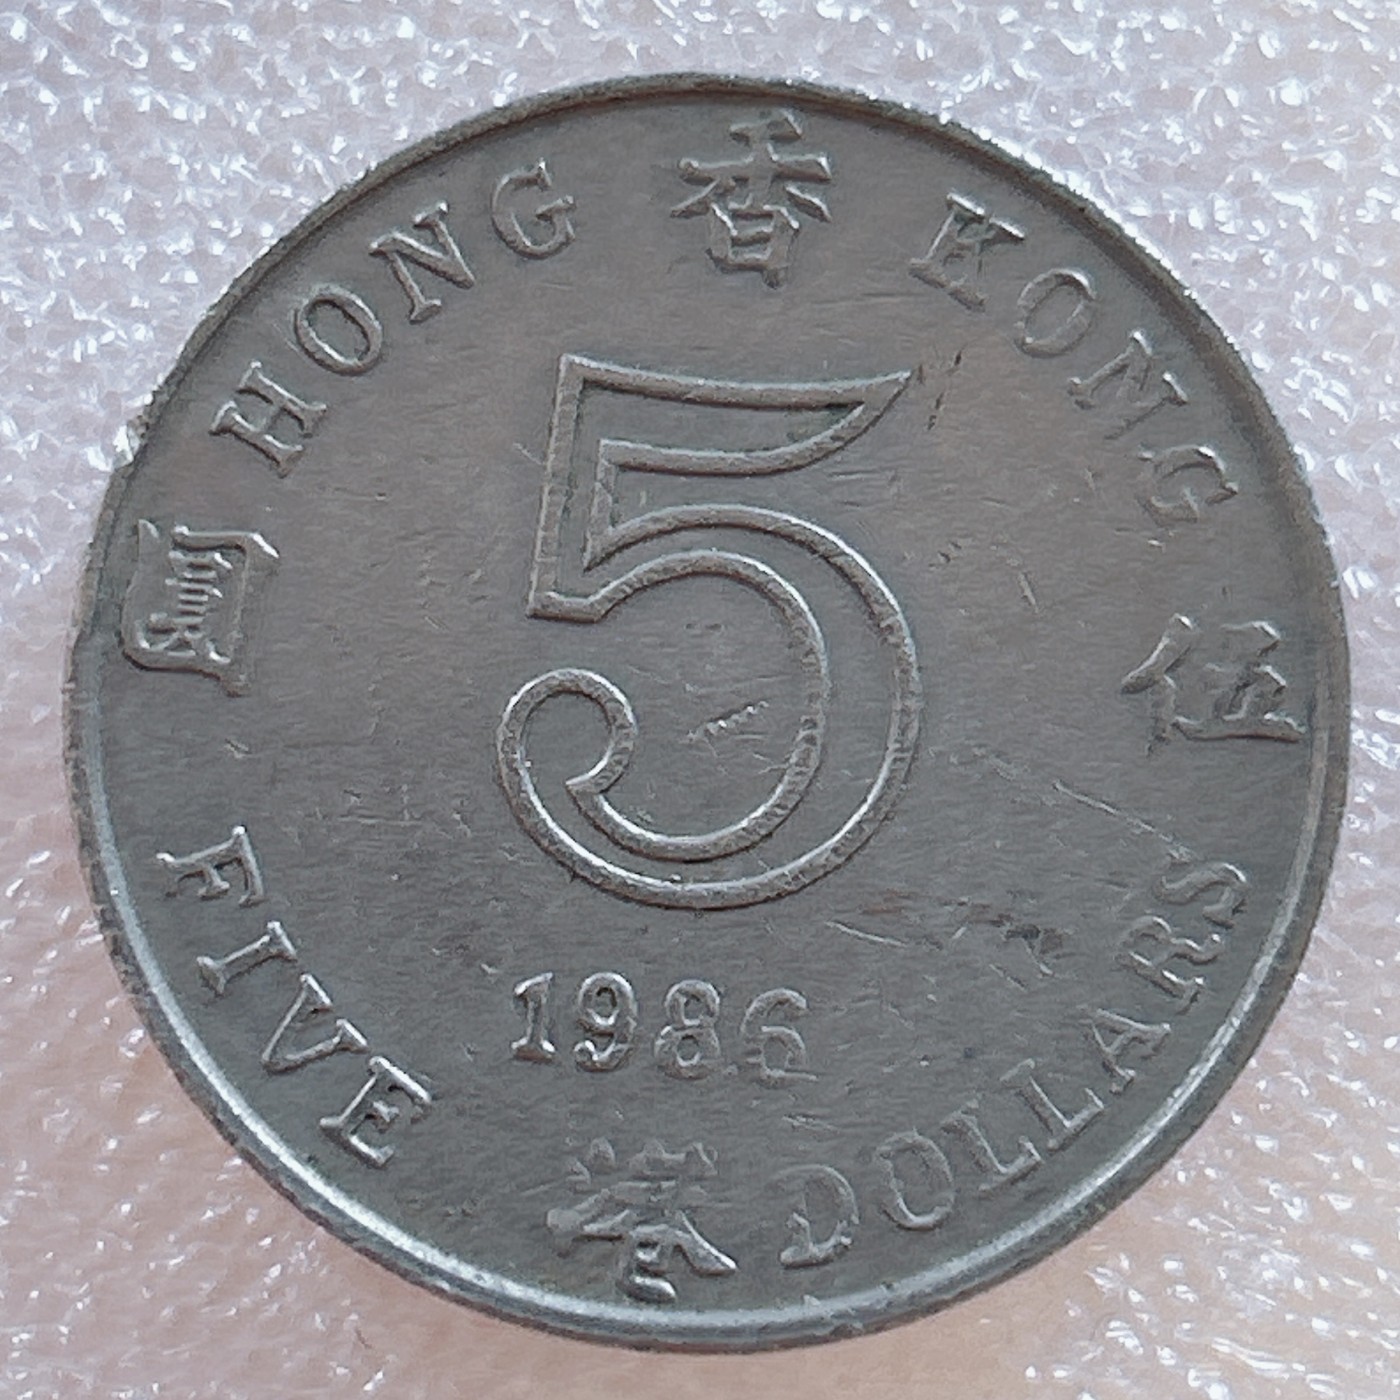 HONG 香 KONG
圓 5 伍
1986
FIVE 港 DOLLARS